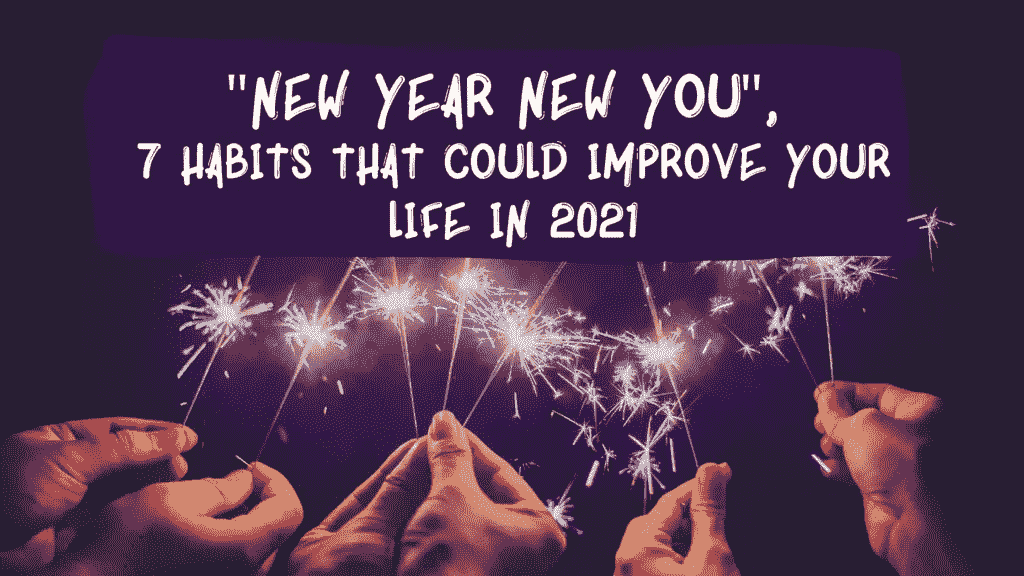 "NEW YEAR NEW YOU",
7 HABITS THAT COULD IMPROVE YOUR
LIFE IN 2021